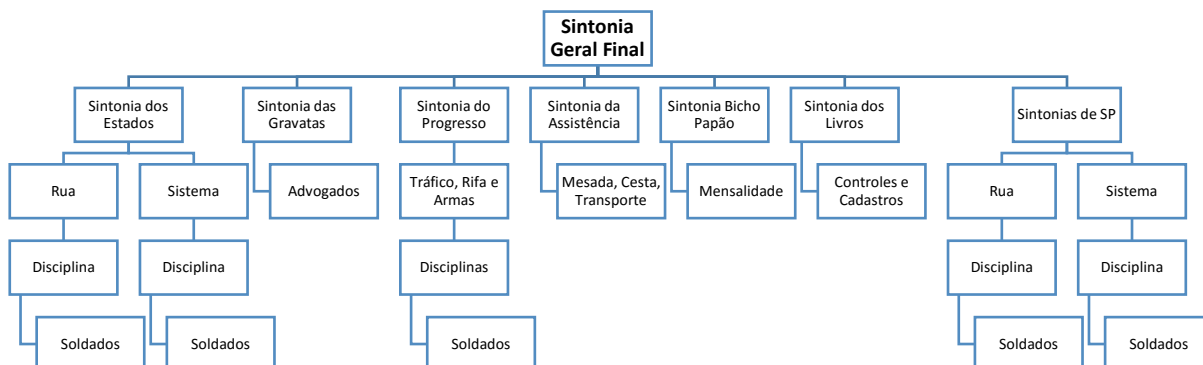 Sintonia
Geral Final
Sintonia dos
Estados
Sintonia das
Gravatas
Sintonia do
Progresso
Sintonia da
Assistência
Sintonia Bicho
Papão
Sintonia dos
Livros
Sintonias de SP
Rua
Sistema
Advogados
Tráfico, Rifa e
Armas
Mesada, Cesta,
Transporte
Mensalidade
Controles e
Cadastros
Rua
Sistema
Disciplina
Disciplina
Disciplinas
Disciplina
Disciplina
Soldados
Soldados
Soldados
Soldados
Soldados